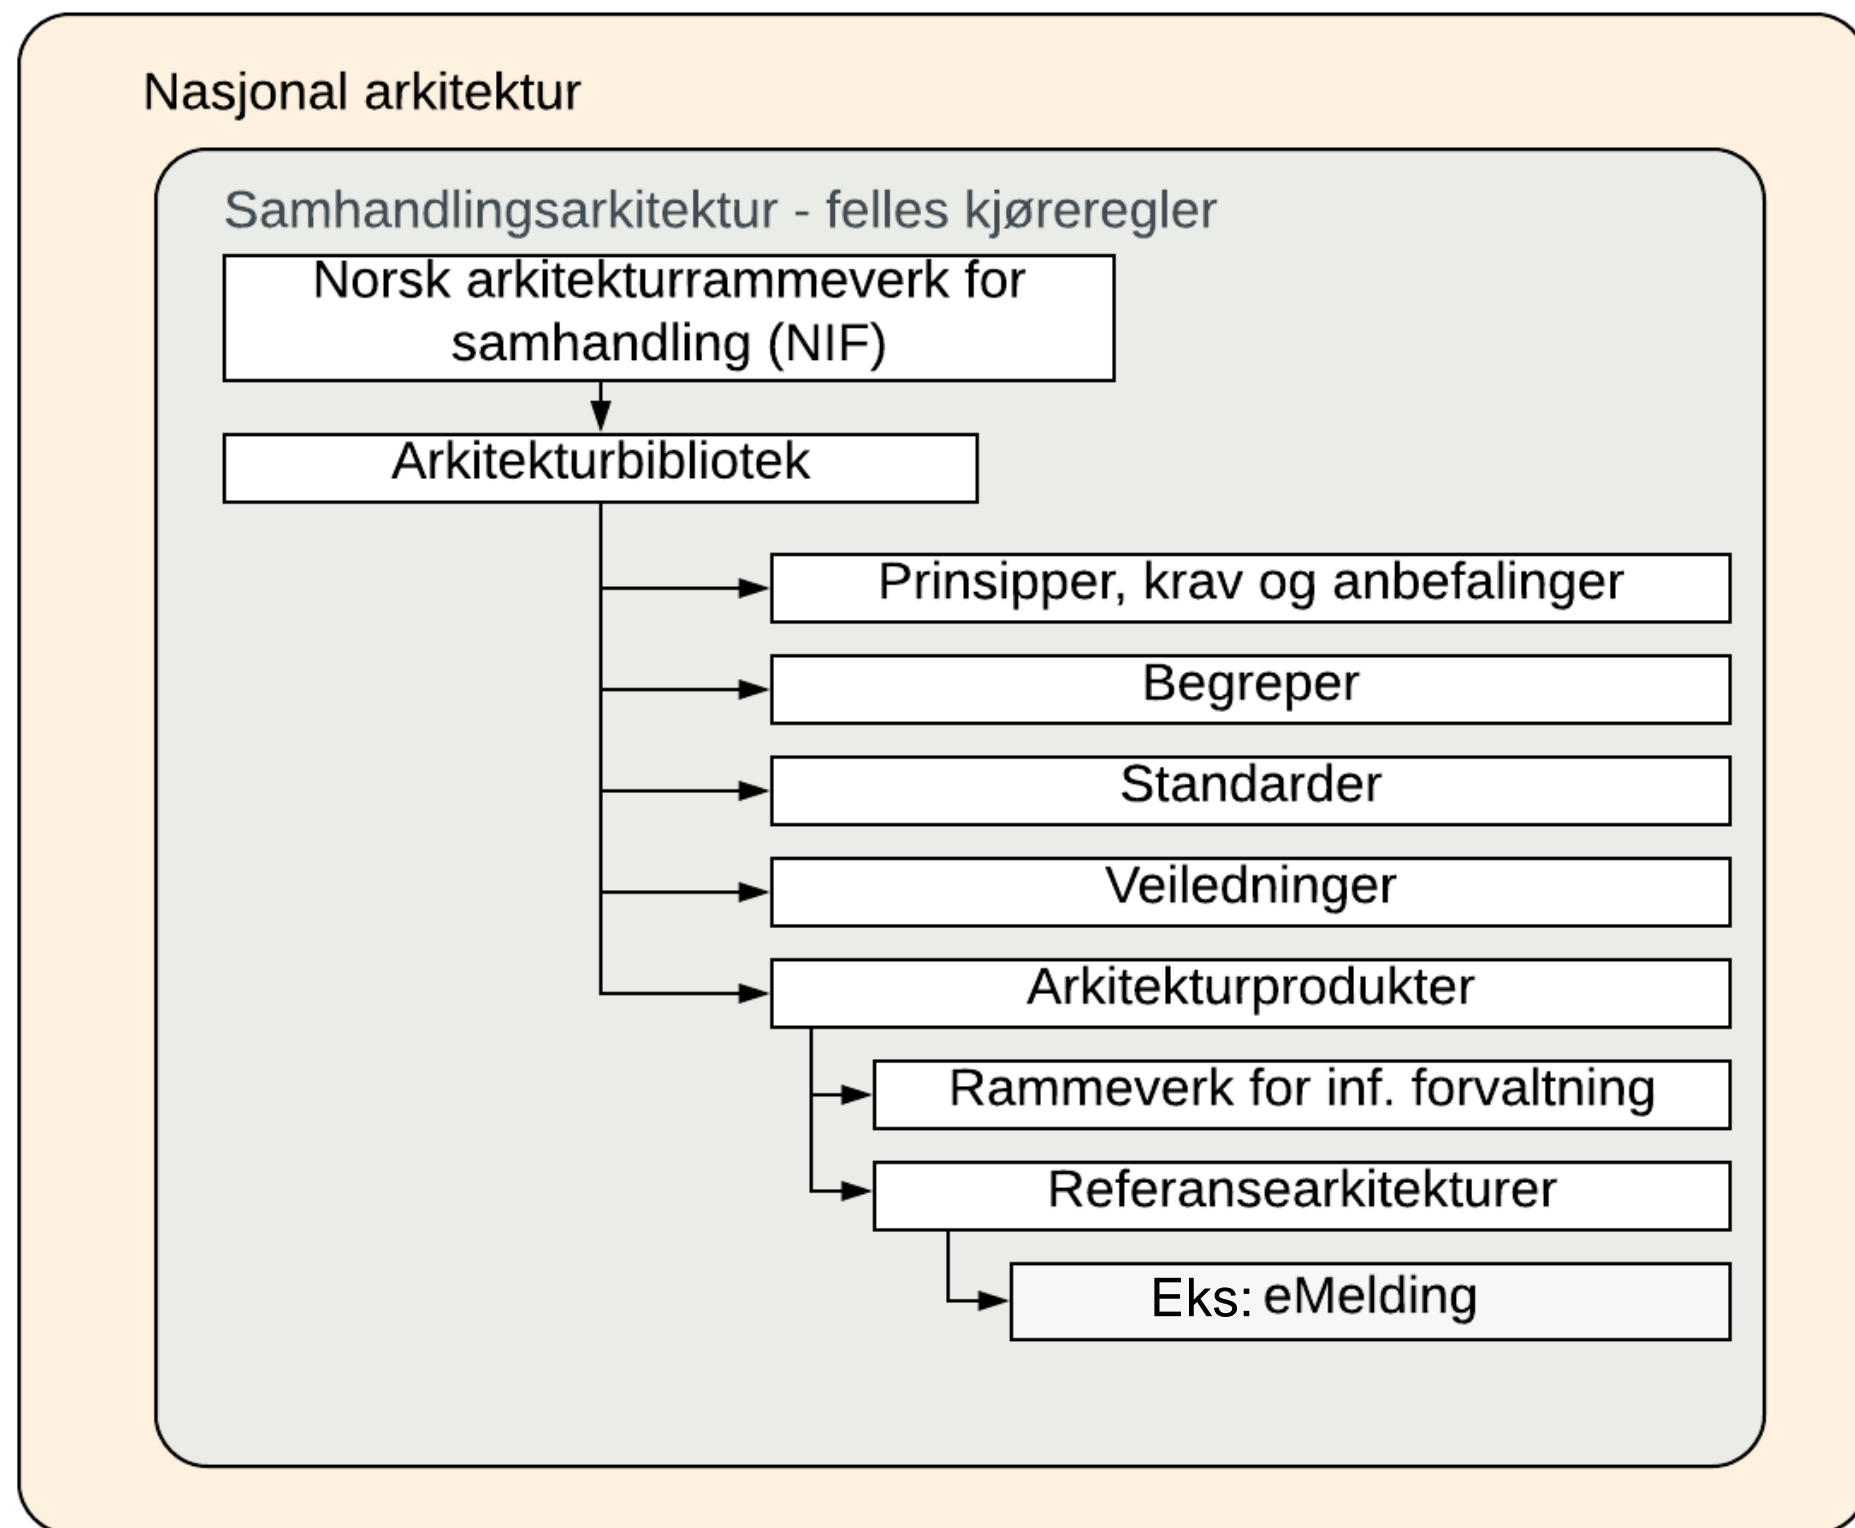 Nasjonal arkitektur
Samhandlingsarkitektur - felles kjøreregler
Norsk arkitekturrammeverk for
samhandling (NIF)
Arkitekturbibliotek
Prinsipper, krav og anbefalinger
Begreper
Standarder
Veiledninger
Arkitekturprodukter
Rammeverk for inf. forvaltning
Referansearkitekturer
Eks: eMelding